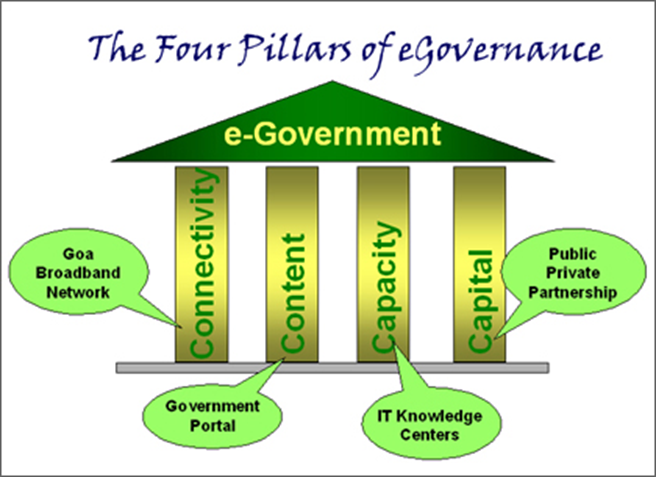 The Four Pillars of eGovernance
e-Government
Connectivity
Content
Capacity
Capital
Goa
Broadband
Network
Public
Private
Partnership
Government
Portal
IT Knowledge
Centers